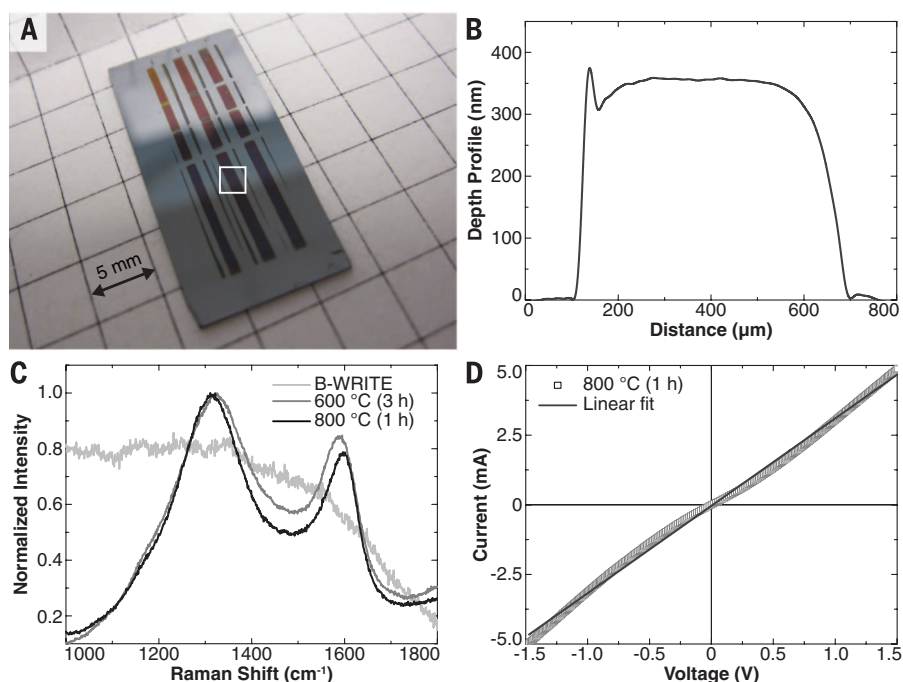 A
5 mm
B
Depth Profile (nm)
400
300
200
100
0
0 200 400 600 800
Distance (µm)
C
Normalized Intensity
1.0
0.8
0.6
0.4
0.2
B-WRITE
600 °C (3 h)
800 °C (1 h)
1000 1200 1400 1600 1800
Raman Shift (cm⁻¹)
D
Current (mA)
5.0
2.5
0
-2.5
-5.0
800 °C (1 h)
Linear fit
-1.5 -1.0 -0.5 0 0.5 1.0 1.5
Voltage (V)